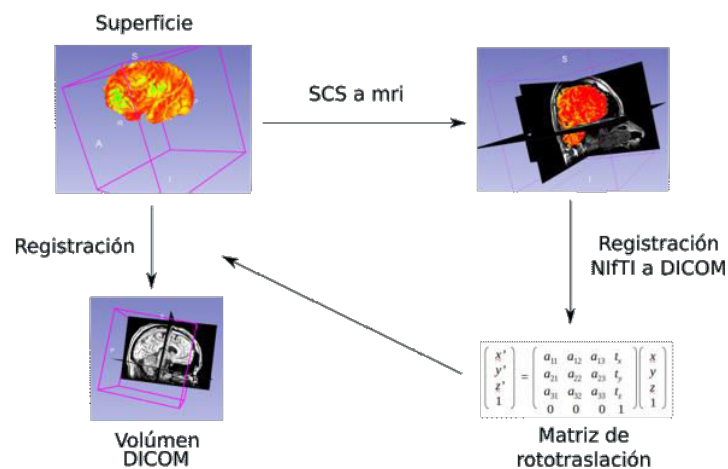 Superficie
S
A
R
I
SCS a mri
S
Registración
Registración
NIfTI a DICOM
x' a11 a12 a13 tx x
y' = a21 a22 a23 ty y
z' a31 a32 a33 tz z
1 0 0 0 1 1
Volúmen
DICOM
Matriz de
rototraslación